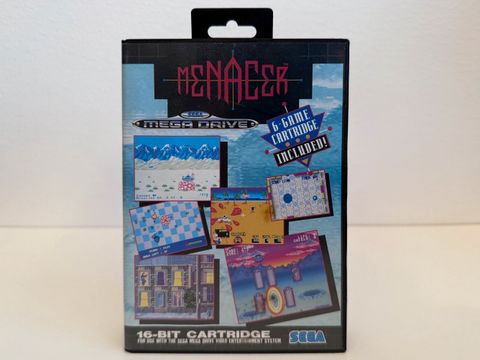 MENACER
SEGA
MEGA DRIVE
6-GAME
CARTRIDGE
INCLUDED!
16-BIT CARTRIDGE
FOR USE WITH THE SEGA MEGA DRIVE VIDEO ENTERTAINMENT SYSTEM
SEGA